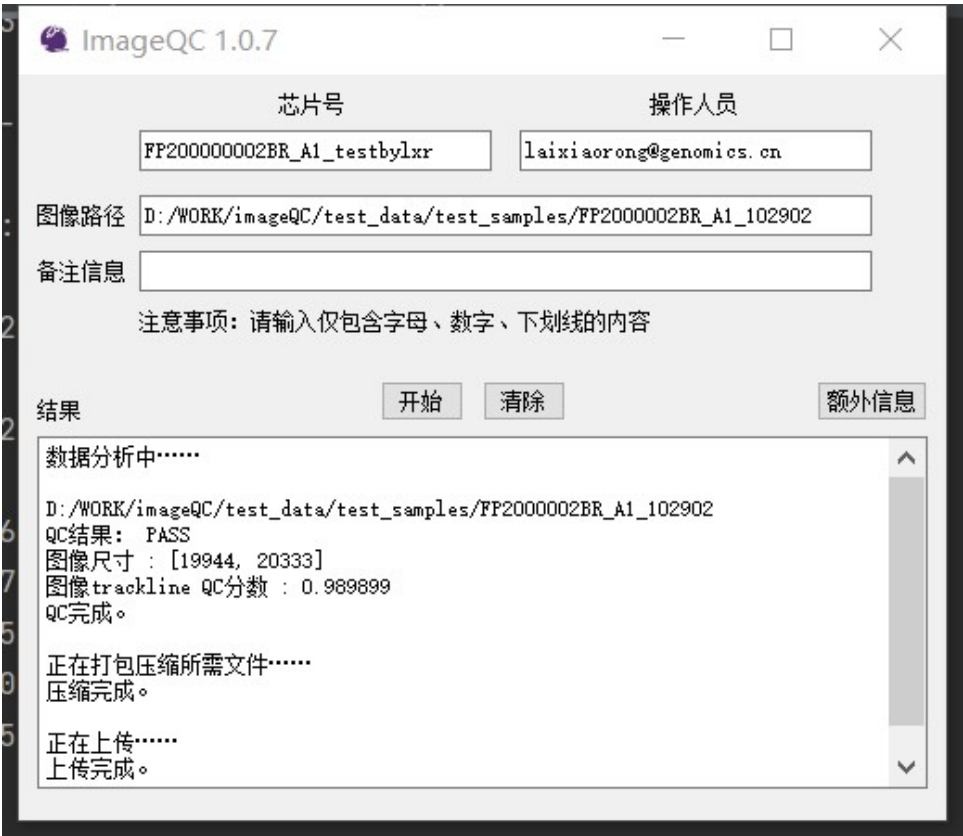 ImageQC 1.0.7
芯片号 操作人员
FP200000002BR_A1_testbylxr laixiaorong@genomics.cn
图像路径 D:/WORK/imageQC/test_data/test_samples/FP2000002BR_A1_102902
备注信息
注意事项：请输入仅包含字母、数字、下划线的内容
结果 开始 清除 额外信息
数据分析中……
D:/WORK/imageQC/test_data/test_samples/FP2000002BR_A1_102902
QC结果： PASS
图像尺寸 : [19944, 20333]
图像trackline QC分数 : 0.989899
QC完成。
正在打包压缩所需文件……
压缩完成。
正在上传……
上传完成。